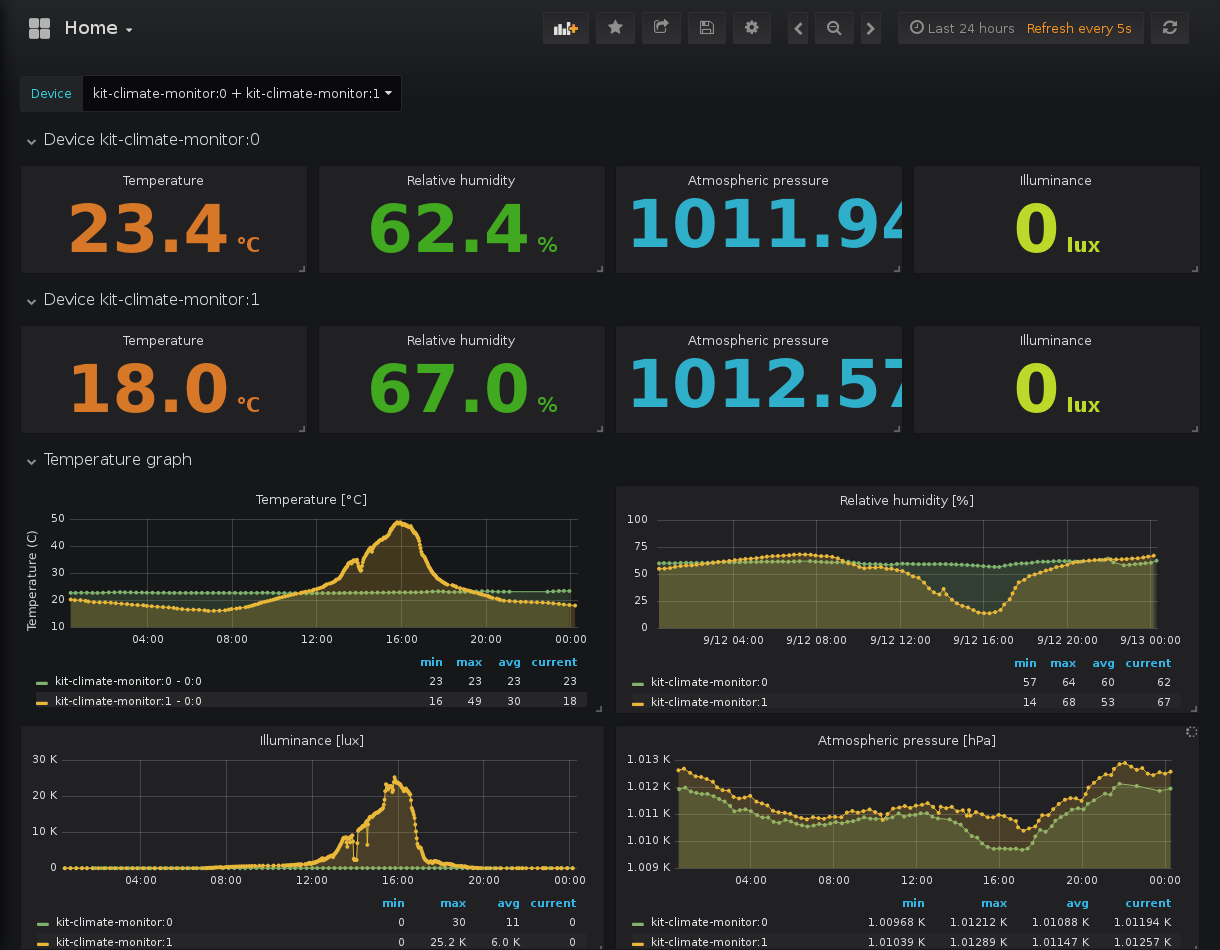 Home
Last 24 hours Refresh every 5s
Device kit-climate-monitor:0 + kit-climate-monitor:1
Device kit-climate-monitor:0
Temperature Relative humidity Atmospheric pressure Illuminance
23.4 °C 62.4 % 1011.94 0 lux
Device kit-climate-monitor:1
Temperature Relative humidity Atmospheric pressure Illuminance
18.0 °C 67.0 % 1012.57 0 lux
Temperature graph
Temperature [°C]
Temperature (C)
50
40
30
20
10
04:00 08:00 12:00 16:00 20:00 00:00
min max avg current
kit-climate-monitor:0 - 0:0 23 23 23 23
kit-climate-monitor:1 - 0:0 16 49 30 18
Relative humidity [%]
100
75
50
25
0
9/12 04:00 9/12 08:00 9/12 12:00 9/12 16:00 9/12 20:00 9/13 00:00
min max avg current
kit-climate-monitor:0 57 64 60 62
kit-climate-monitor:1 14 68 53 67
Illuminance [lux]
30 K
20 K
10 K
0
04:00 08:00 12:00 16:00 20:00 00:00
min max avg current
kit-climate-monitor:0 0 30 11 0
kit-climate-monitor:1 0 25.2 K 6.0 K 0
Atmospheric pressure [hPa]
1.013 K
1.012 K
1.011 K
1.010 K
1.009 K
04:00 08:00 12:00 16:00 20:00 00:00
min max avg current
kit-climate-monitor:0 1.00968 K 1.01212 K 1.01088 K 1.01194 K
kit-climate-monitor:1 1.01039 K 1.01289 K 1.01147 K 1.01257 K